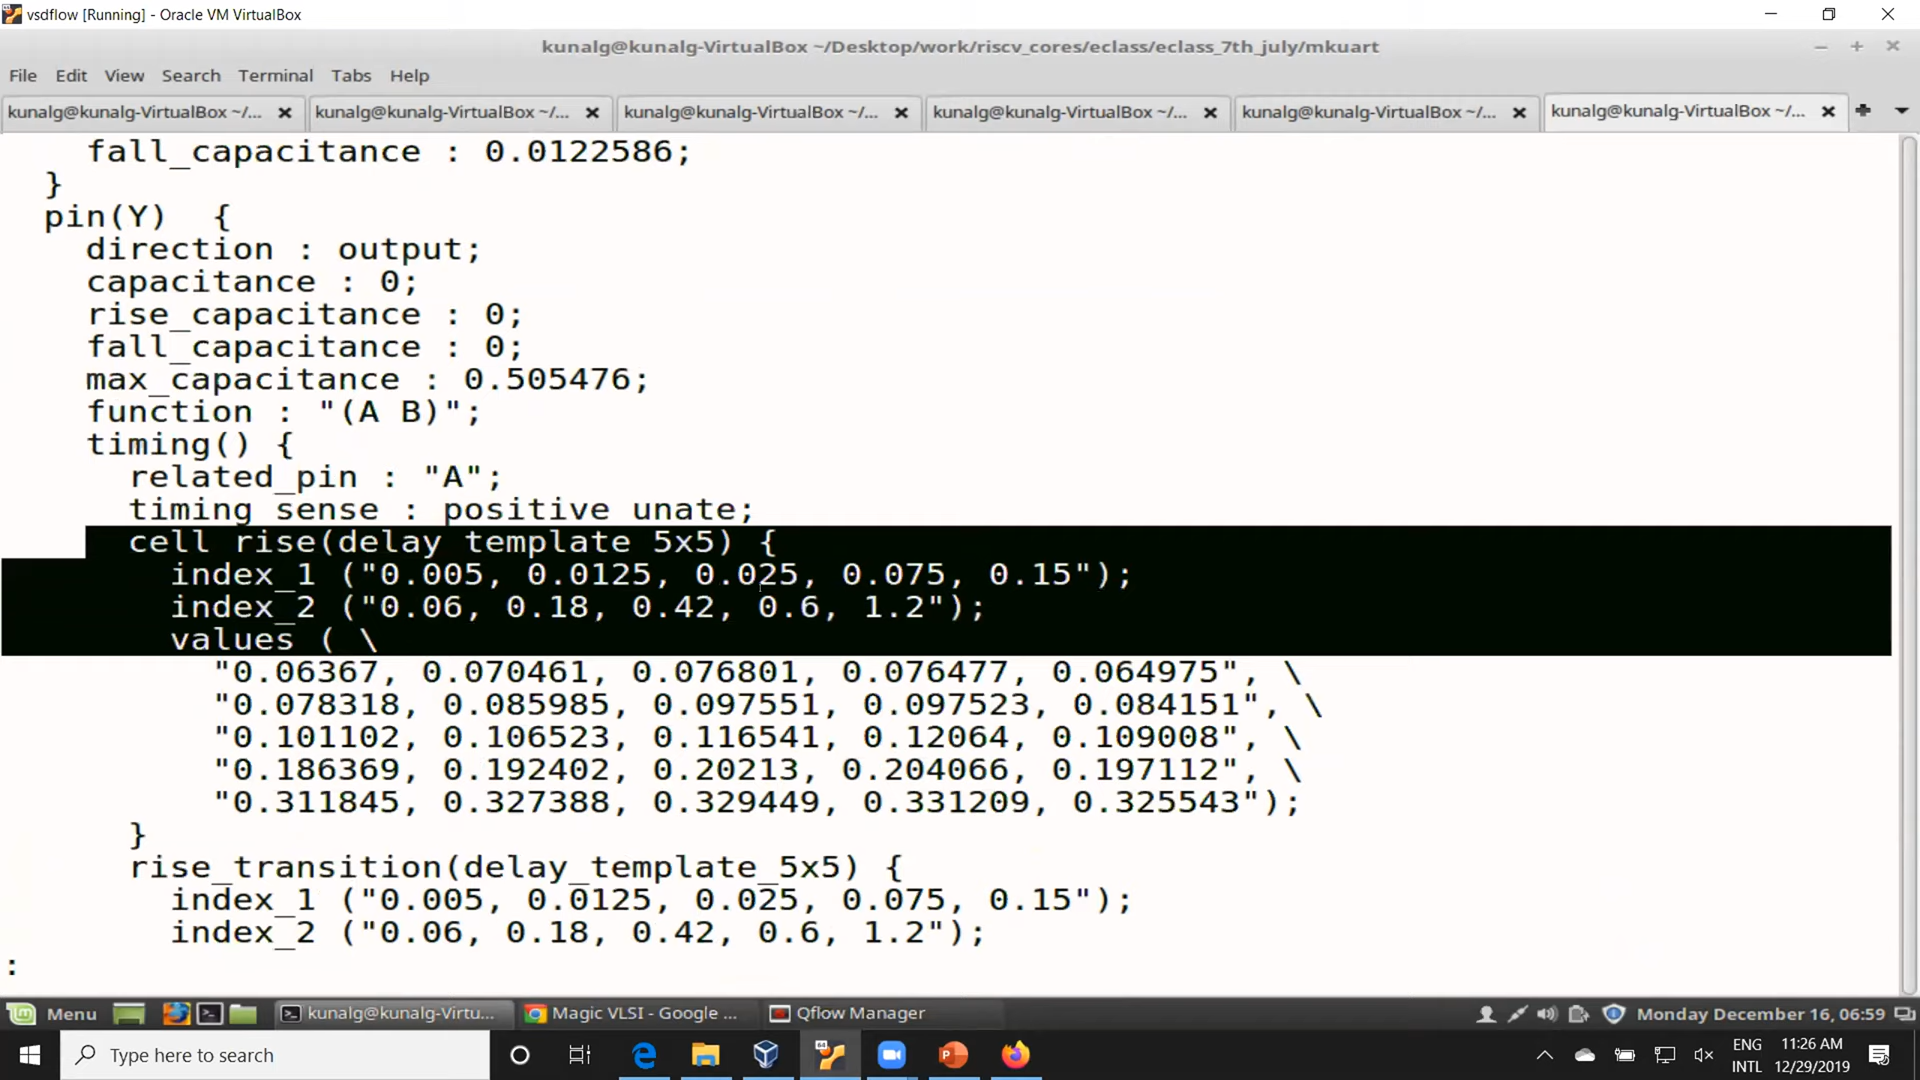 vsdflow [Running] - Oracle VM VirtualBox
kunalg@kunalg-VirtualBox ~/Desktop/work/riscv_cores/eclass/eclass_7th_july/mkuart
File Edit View Search Terminal Tabs Help
kunalg@kunalg-VirtualBox ~/... kunalg@kunalg-VirtualBox ~/... kunalg@kunalg-VirtualBox ~/... kunalg@kunalg-VirtualBox ~/... kunalg@kunalg-VirtualBox ~/... kunalg@kunalg-VirtualBox ~/...
fall_capacitance : 0.0122586;
}
pin(Y) {
direction : output;
capacitance : 0;
rise_capacitance : 0;
fall_capacitance : 0;
max_capacitance : 0.505476;
function : "(A B)";
timing() {
related_pin : "A";
timing_sense : positive_unate;
cell_rise(delay_template_5x5) {
index_1 ("0.005, 0.0125, 0.025, 0.075, 0.15");
index_2 ("0.06, 0.18, 0.42, 0.6, 1.2");
values ( \
"0.06367, 0.070461, 0.076801, 0.076477, 0.064975", \
"0.078318, 0.085985, 0.097551, 0.097523, 0.084151", \
"0.101102, 0.106523, 0.116541, 0.12064, 0.109008", \
"0.186369, 0.192402, 0.20213, 0.204066, 0.197112", \
"0.311845, 0.327388, 0.329449, 0.331209, 0.325543");
}
rise_transition(delay_template_5x5) {
index_1 ("0.005, 0.0125, 0.025, 0.075, 0.15");
index_2 ("0.06, 0.18, 0.42, 0.6, 1.2");
:
Menu kunalg@kunalg-Virtu... Magic VLSI - Google ... Qflow Manager Monday December 16, 06:59
Type here to search
ENG
INTL
11:26 AM
12/29/2019